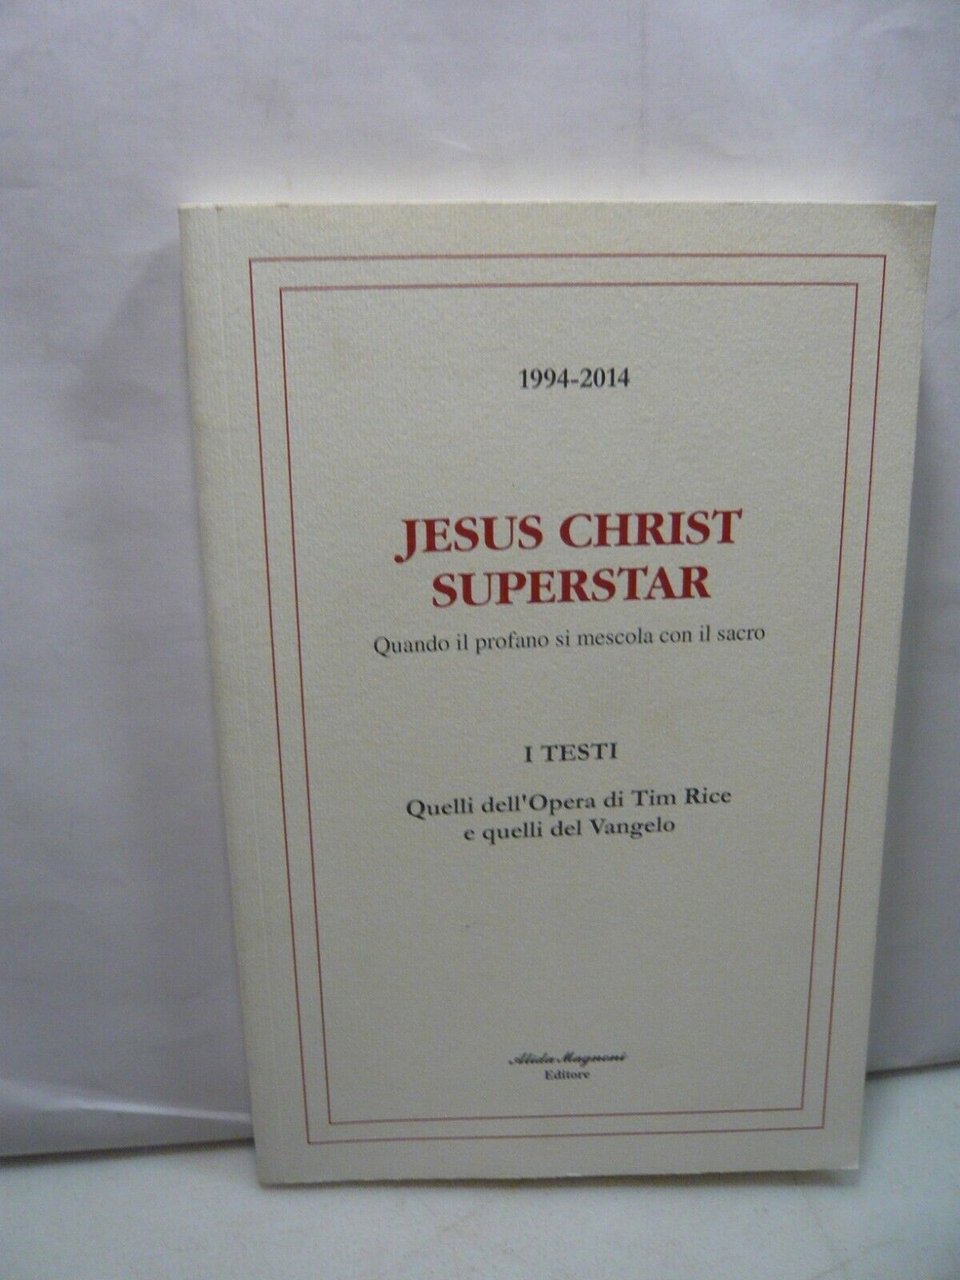 1994-2014
JESUS CHRIST
SUPERSTAR
Quando il profano si mescola con il sacro
I TESTI
Quelli dell'Opera di Tim Rice
e quelli del Vangelo
Alida Magnoni
Editore